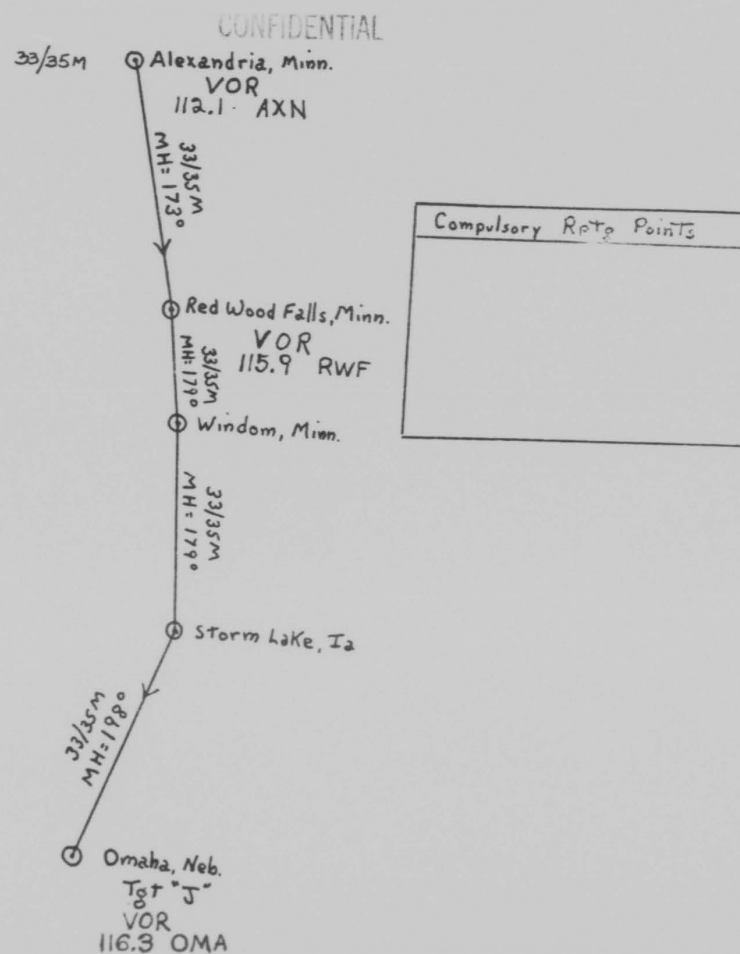 CONFIDENTIAL
33/35M
Alexandria, Minn.
VOR
112.1 AXN
33/35M
MH=173°
Compulsory Rptg Points
Red Wood Falls, Minn.
VOR
115.9 RWF
33/35M
MH=179°
Windom, Minn.
33/35M
MH=179°
Storm Lake, Ia
33/35M
MH=198°
Omaha, Neb.
Tgt "J"
VOR
116.3 OMA